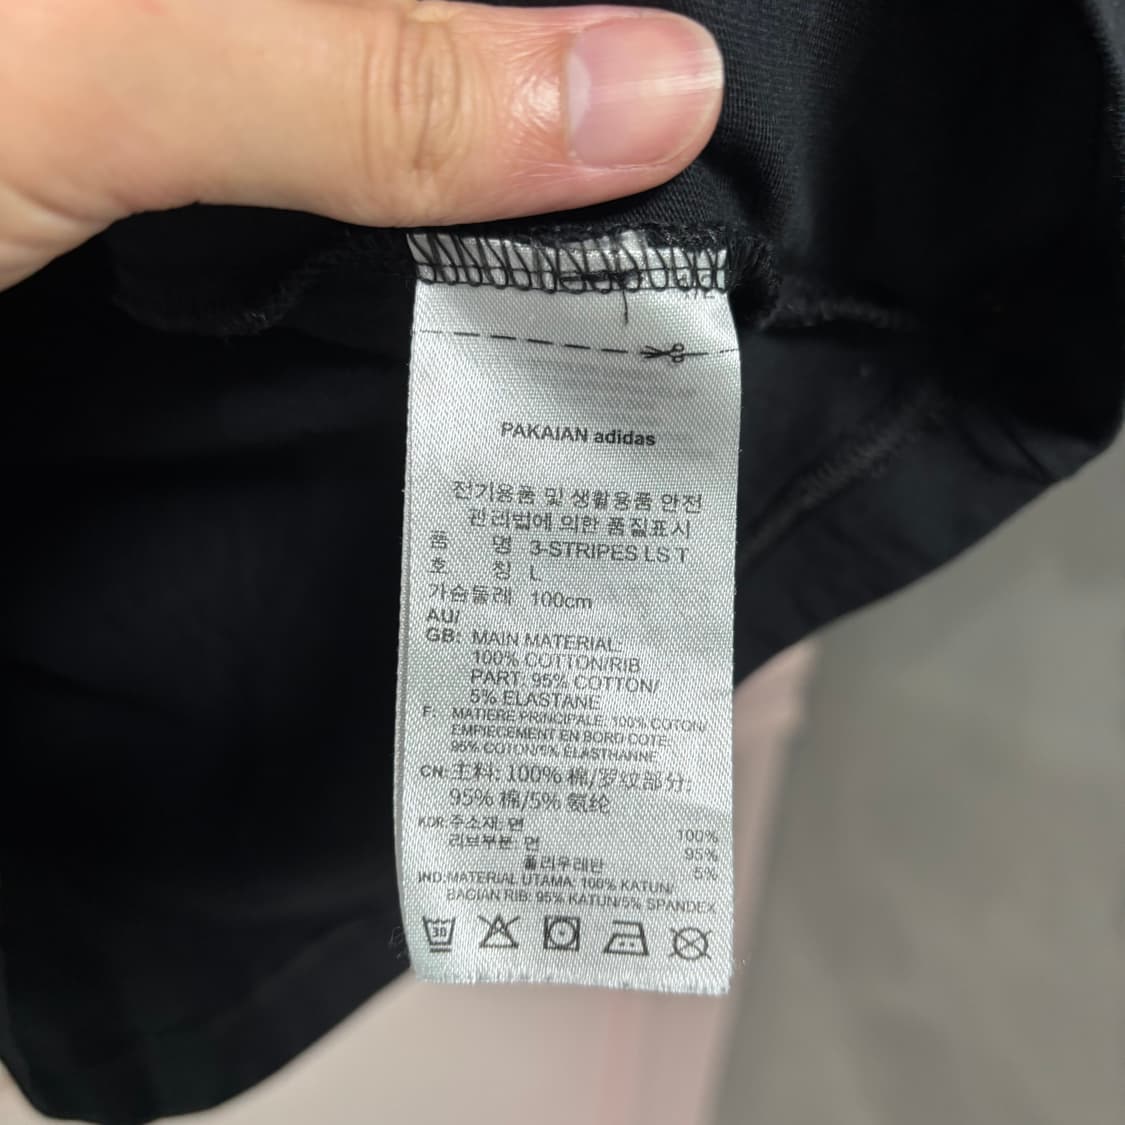 PAKAIAN adidas
전기용품 및 생활용품 안전
관리법에 의한 품질표시
품 명 3-STRIPES LS T
호 칭 L
가슴둘레 100cm
AU/
GB: MAIN MATERIAL:
100% COTTON/RIB
PART: 95% COTTON/
5% ELASTANE
F: MATIERE PRINCIPALE: 100% COTON/
EMPIECEMENT EN BORD COTE:
95% COTON/5% ELASTHANNE
CN: 主料: 100% 棉/罗纹部分:
95% 棉/5% 氨纶
KOR: 주소재: 면 100%
리브부분: 면 95%
폴리우레탄 5%
IND: MATERIAL UTAMA: 100% KATUN/
BAGIAN RIB: 95% KATUN/5% SPANDEX
30